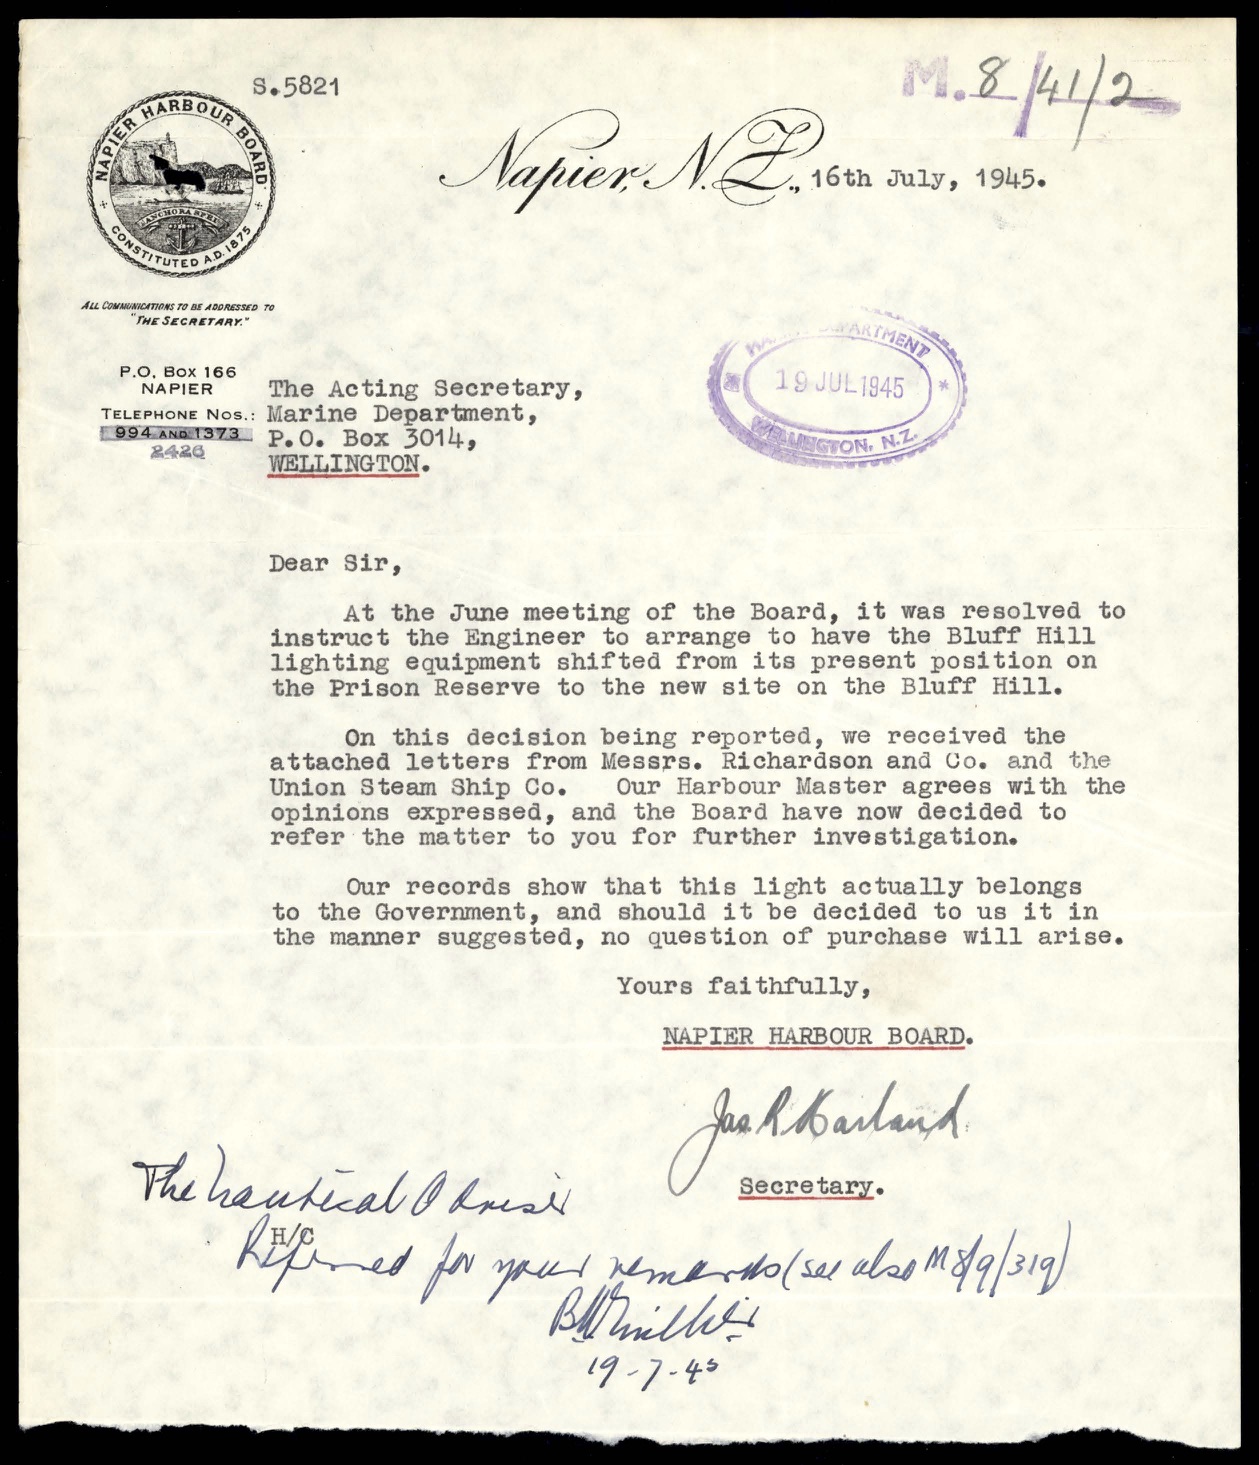 S.5821
M. 8/41/2
NAPIER HARBOUR BOARD
CONSTITUTED A.D. 1875
Napier, N.Z., 16th July, 1945.
ALL COMMUNICATIONS TO BE ADDRESSED TO
"THE SECRETARY."
P.O. BOX 166
NAPIER
TELEPHONE NOS.:
994 AND 1373
2426
DEPARTMENT
19 JUL 1945
WELLINGTON, N.Z.
The Acting Secretary,
Marine Department,
P.O. Box 3014,
WELLINGTON.
Dear Sir,
At the June meeting of the Board, it was resolved to
instruct the Engineer to arrange to have the Bluff Hill
lighting equipment shifted from its present position on
the Prison Reserve to the new site on the Bluff Hill.
On this decision being reported, we received the
attached letters from Messrs. Richardson and Co. and the
Union Steam Ship Co. Our Harbour Master agrees with the
opinions expressed, and the Board have now decided to
refer the matter to you for further investigation.
Our records show that this light actually belongs
to the Government, and should it be decided to us it in
the manner suggested, no question of purchase will arise.
Yours faithfully,
NAPIER HARBOUR BOARD.
Jas. R Harland
Secretary.
The Nautical Adviser
H/C
Referred for your remarks (see also M 8/9/319)
19-7-45